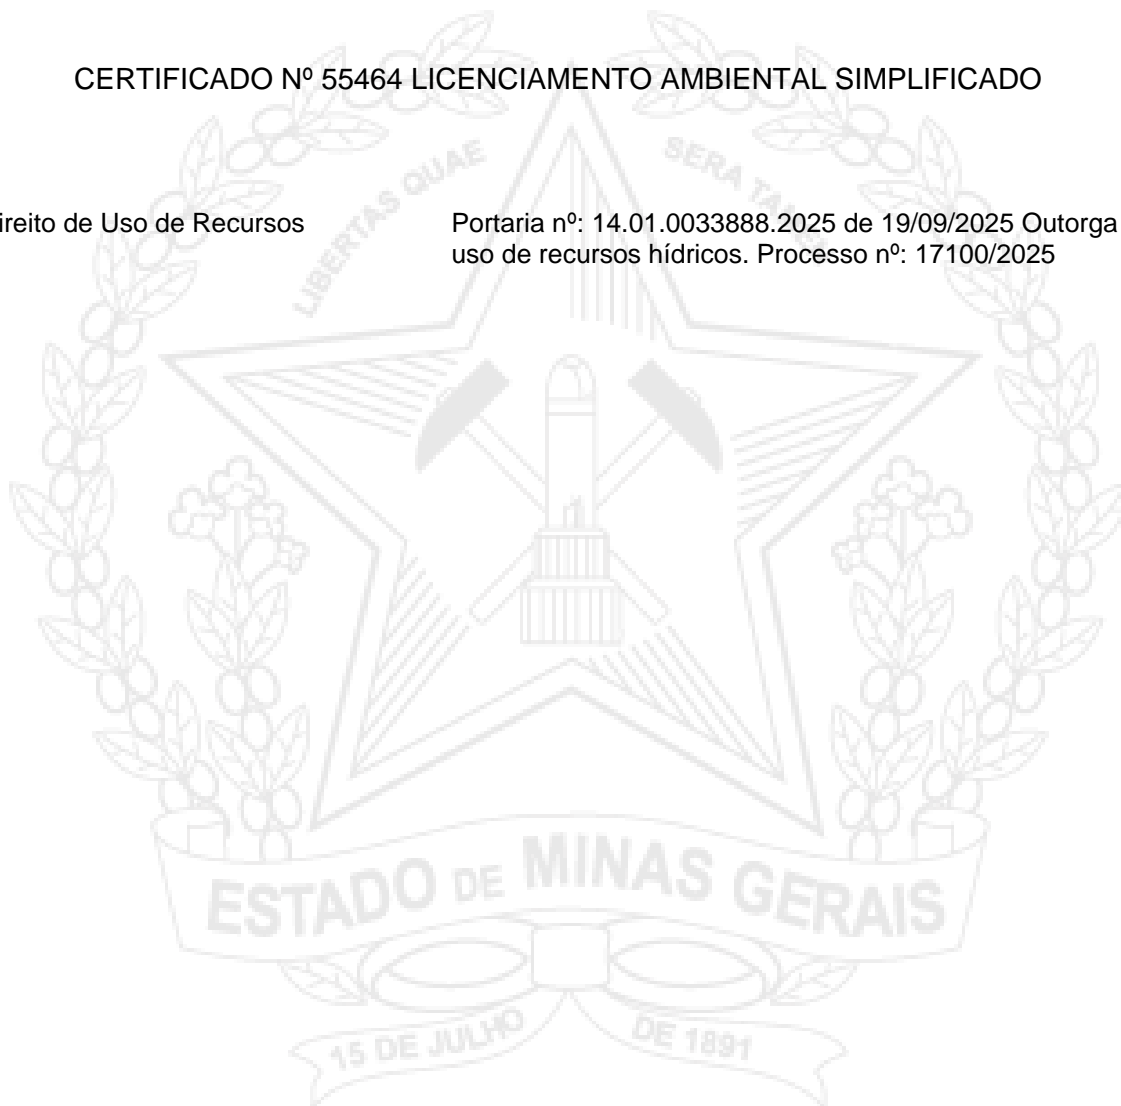 CERTIFICADO Nº 55464 LICENCIAMENTO AMBIENTAL SIMPLIFICADO
ireito de Uso de Recursos
Portaria nº: 14.01.0033888.2025 de 19/09/2025 Outorga
uso de recursos hídricos. Processo nº: 17100/2025
LIBERTAS QUAE
SERA TAMEN
ESTADO DE MINAS GERAIS
15 DE JULHO DE 1891